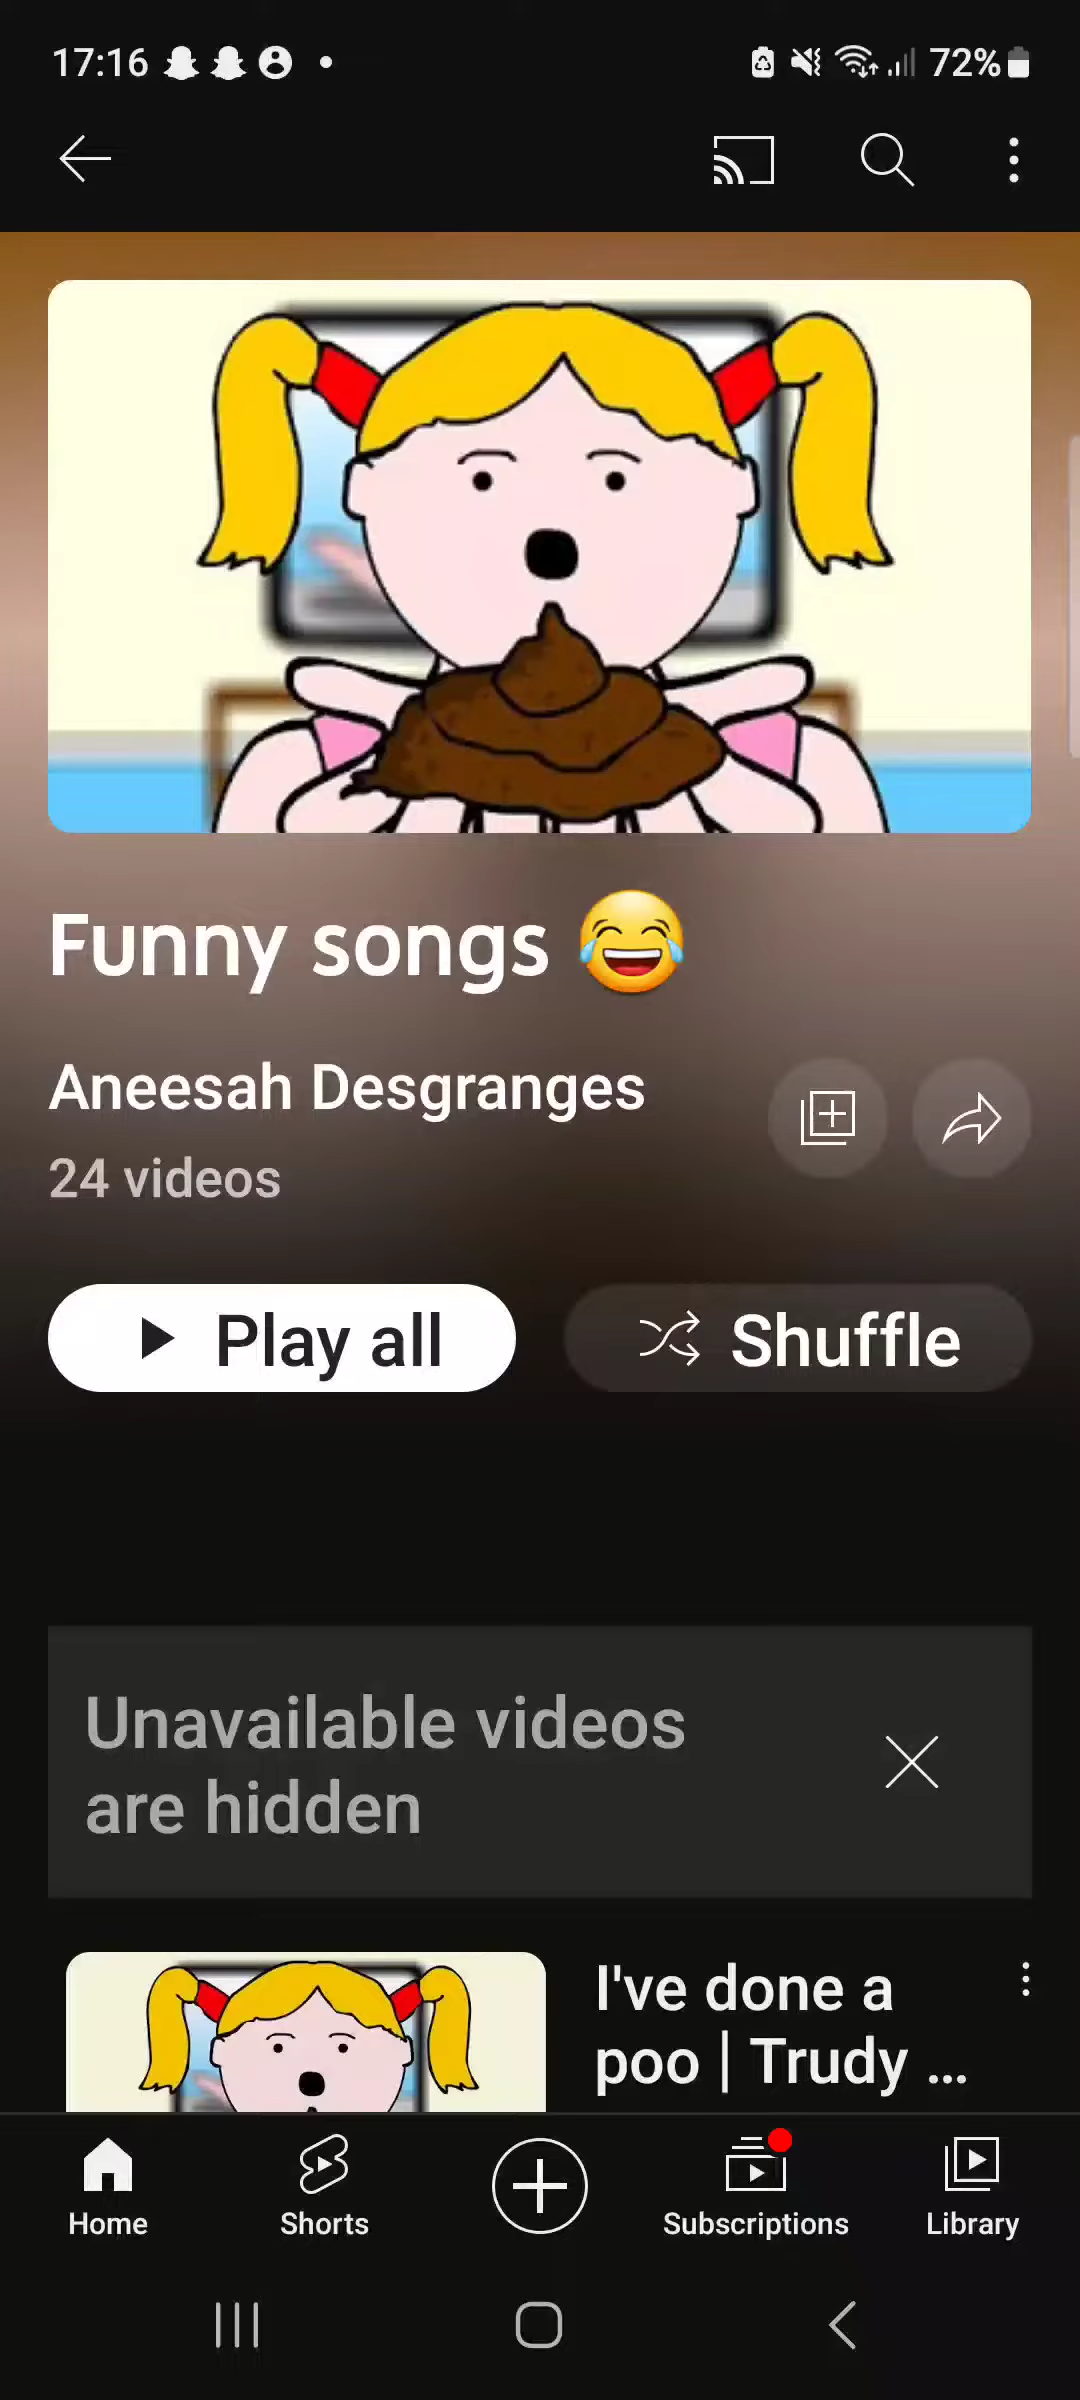 17:16
72%
Funny songs 😂
Aneesah Desgranges
24 videos
Play all
Shuffle
Unavailable videos
are hidden
I've done a
poo | Trudy ...
Home
Shorts
Subscriptions
Library